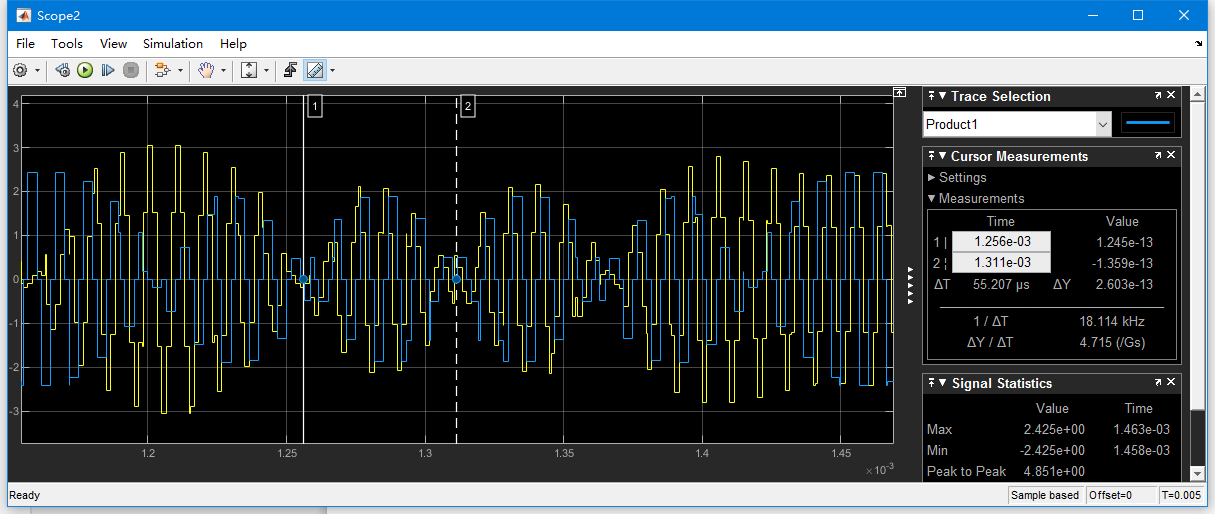 Scope2
File Tools View Simulation Help
4
3
2
1
0
-1
-2
-3
1
2
1.2
1.25
1.3
1.35
1.4
1.45
×10⁻³
Trace Selection
Product1
Cursor Measurements
Settings
Measurements
Time Value
1 | 1.256e-03 1.245e-13
2 ¦ 1.311e-03 -1.359e-13
ΔT 55.207 µs ΔY 2.603e-13
1 / ΔT 18.114 kHz
ΔY / ΔT 4.715 (/Gs)
Signal Statistics
Value Time
Max 2.425e+00 1.463e-03
Min -2.425e+00 1.458e-03
Peak to Peak 4.851e+00
Ready
Sample based Offset=0 T=0.005